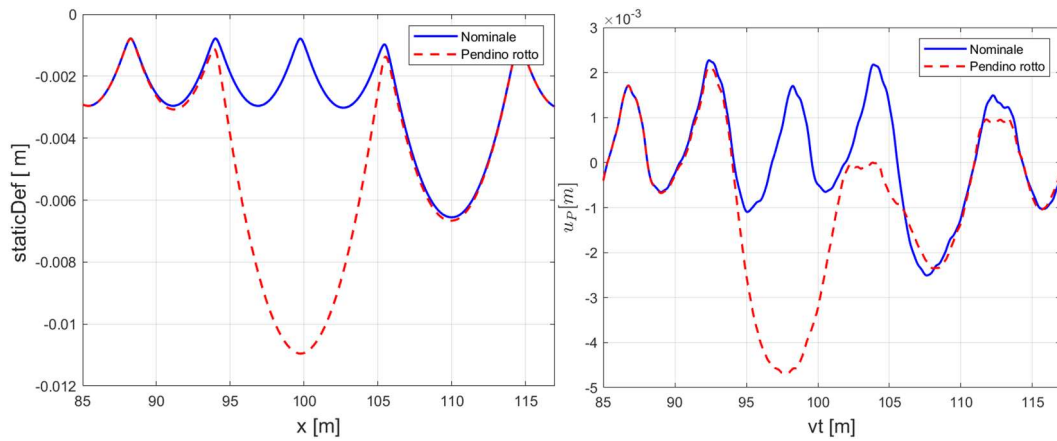 0
-0.002
-0.004
-0.006
-0.008
-0.01
-0.012
85 90 95 100 105 110 115
staticDef [ m]
x [m]
Nominale
Pendino rotto
3 ×10⁻³
2
1
0
-1
-2
-3
-4
-5
85 90 95 100 105 110 115
u_P [m]
vt [m]
Nominale
Pendino rotto